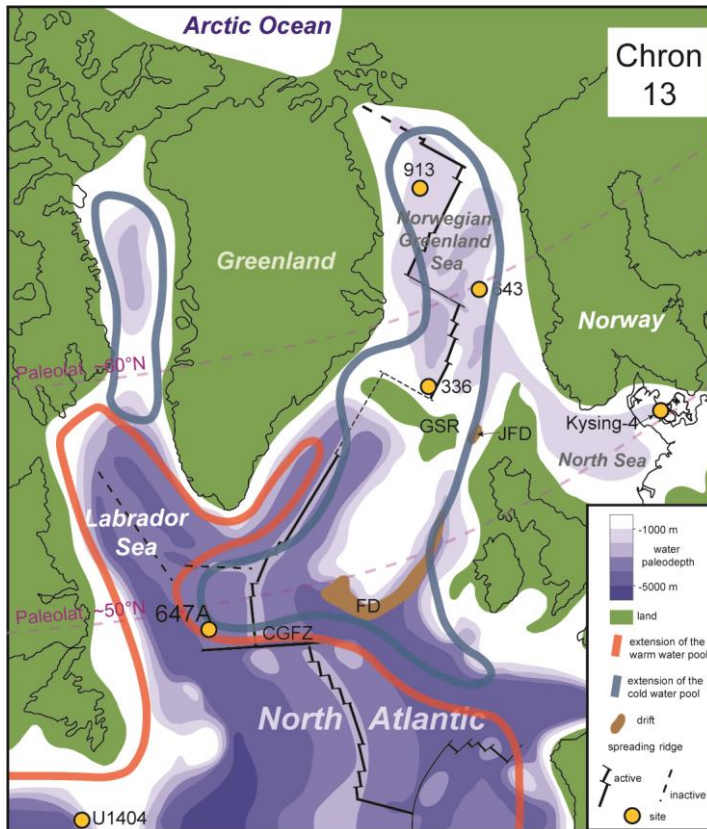 Arctic Ocean
Chron
13
913
Norwegian-
Greenland
Sea
Greenland
643
Norway
Paleolat. ~60°N
336
Kysing-4
GSR
JFD
North Sea
Labrador
Sea
Paleolat. ~50°N
647A
FD
CGFZ
North Atlantic
U1404
-1000 m
water
paleodepth
-5000 m
land
extension of the
warm water pool
extension of the
cold water pool
drift
spreading ridge
active
inactive
site